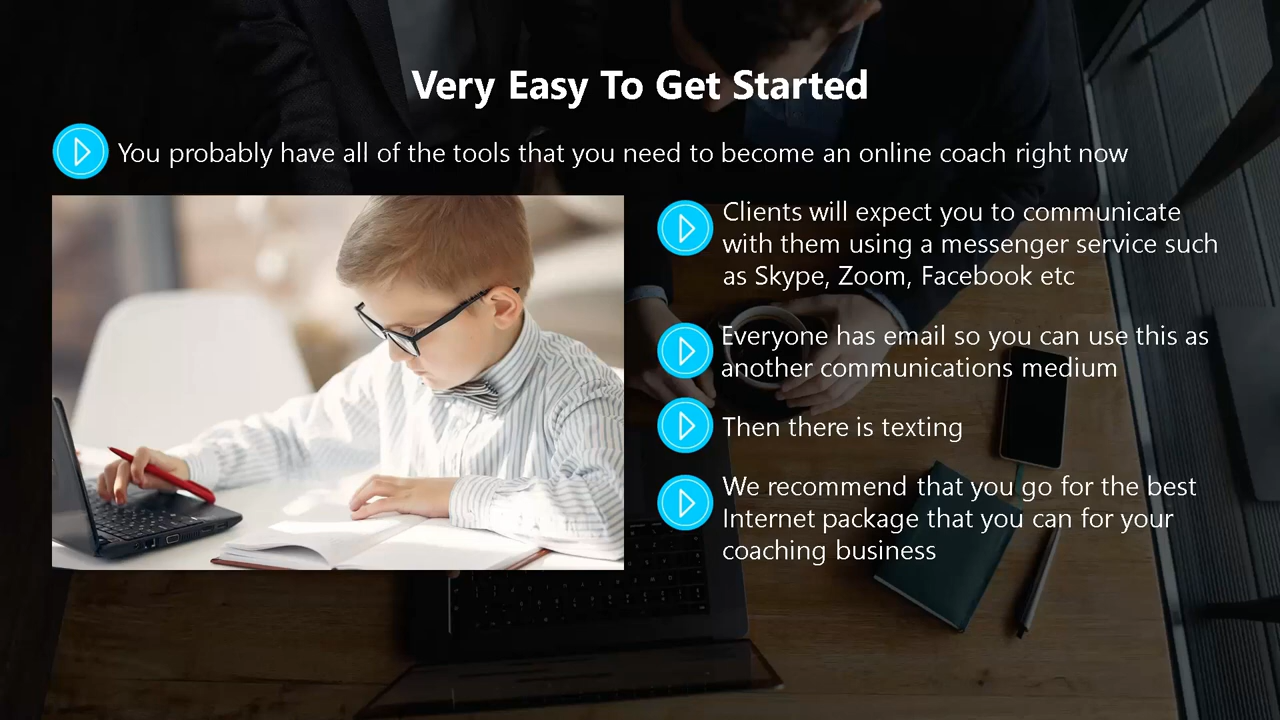 Very Easy To Get Started
You probably have all of the tools that you need to become an online coach right now
Clients will expect you to communicate
with them using a messenger service such
as Skype, Zoom, Facebook etc
Everyone has email so you can use this as
another communications medium
Then there is texting
We recommend that you go for the best
Internet package that you can for your
coaching business